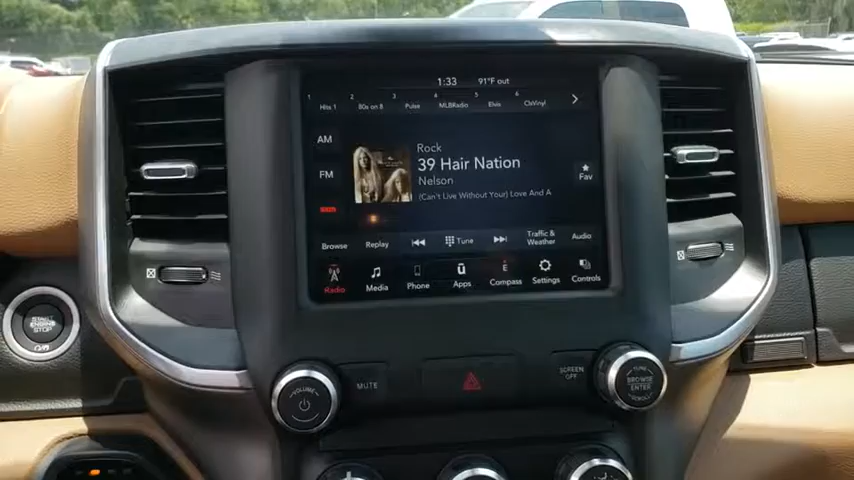 1:33 91°F out
1 2 3 4 5 6
Hits 1 80s on 8 Pulse MLBRadio Elvis ClsVinyl
AM
Rock
39 Hair Nation
FM
Nelson
Fav
(Can't Live Without Your) Love And A
Browse Replay Tune Traffic & Weather Audio
Radio Media Phone Apps E Compass Settings Controls
START
ENGINE
STOP
MUTE
SCREEN
OFF
VOLUME
TUNE
BROWSE
ENTER